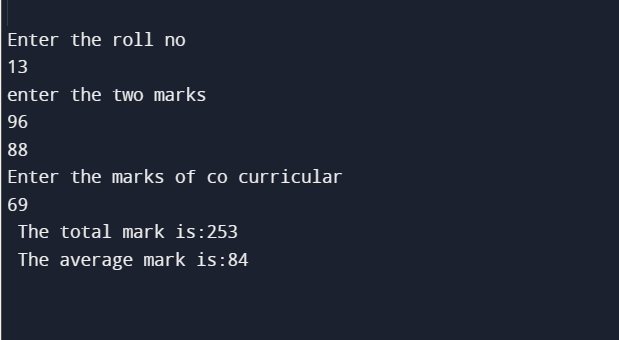 Enter the roll no
13
enter the two marks
96
88
Enter the marks of co curricular
69
The total mark is:253
The average mark is:84